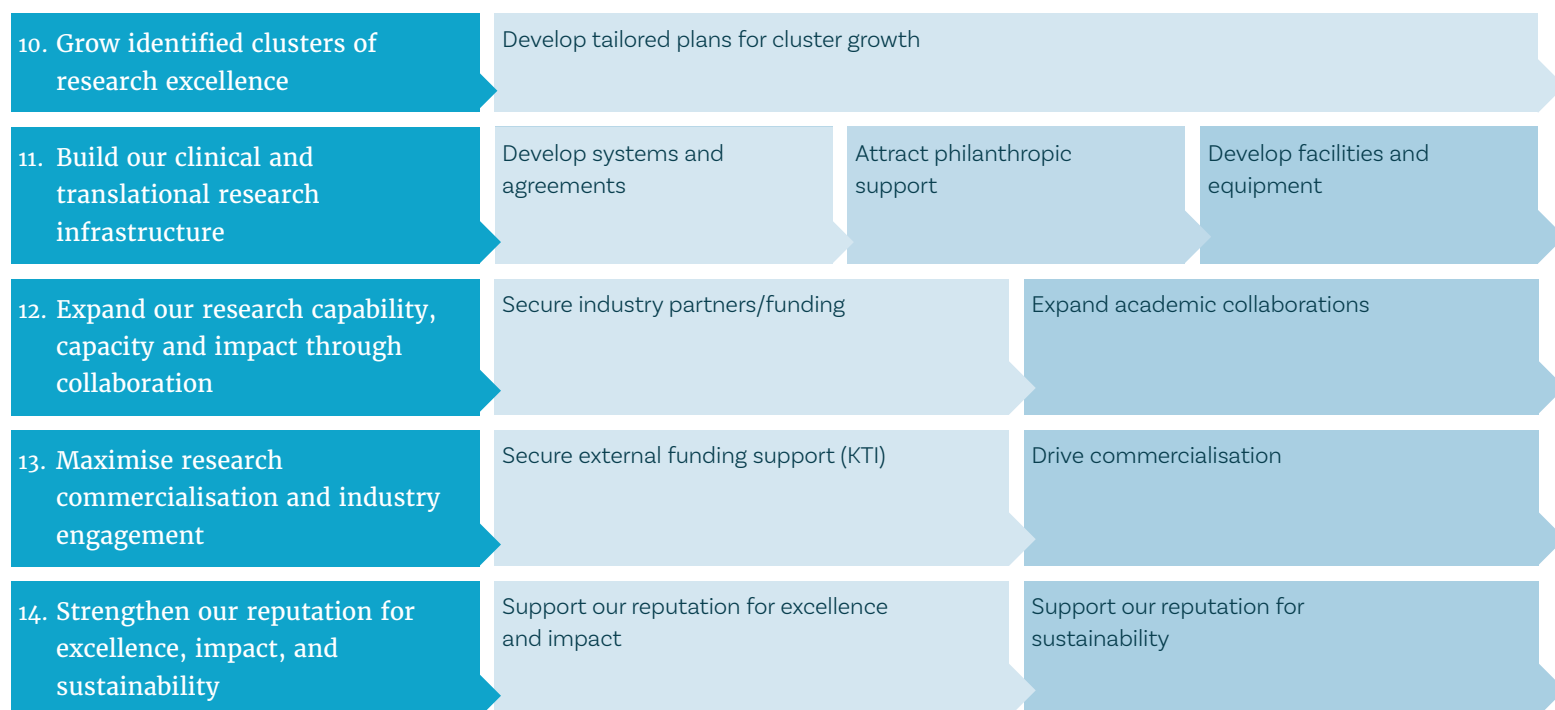 10. Grow identified clusters of
research excellence
Develop tailored plans for cluster growth
11. Build our clinical and
translational research
infrastructure
Develop systems and
agreements
Attract philanthropic
support
Develop facilities and
equipment
12. Expand our research capability,
capacity and impact through
collaboration
Secure industry partners/funding
Expand academic collaborations
13. Maximise research
commercialisation and industry
engagement
Secure external funding support (KTI)
Drive commercialisation
14. Strengthen our reputation for
excellence, impact, and
sustainability
Support our reputation for excellence
and impact
Support our reputation for
sustainability